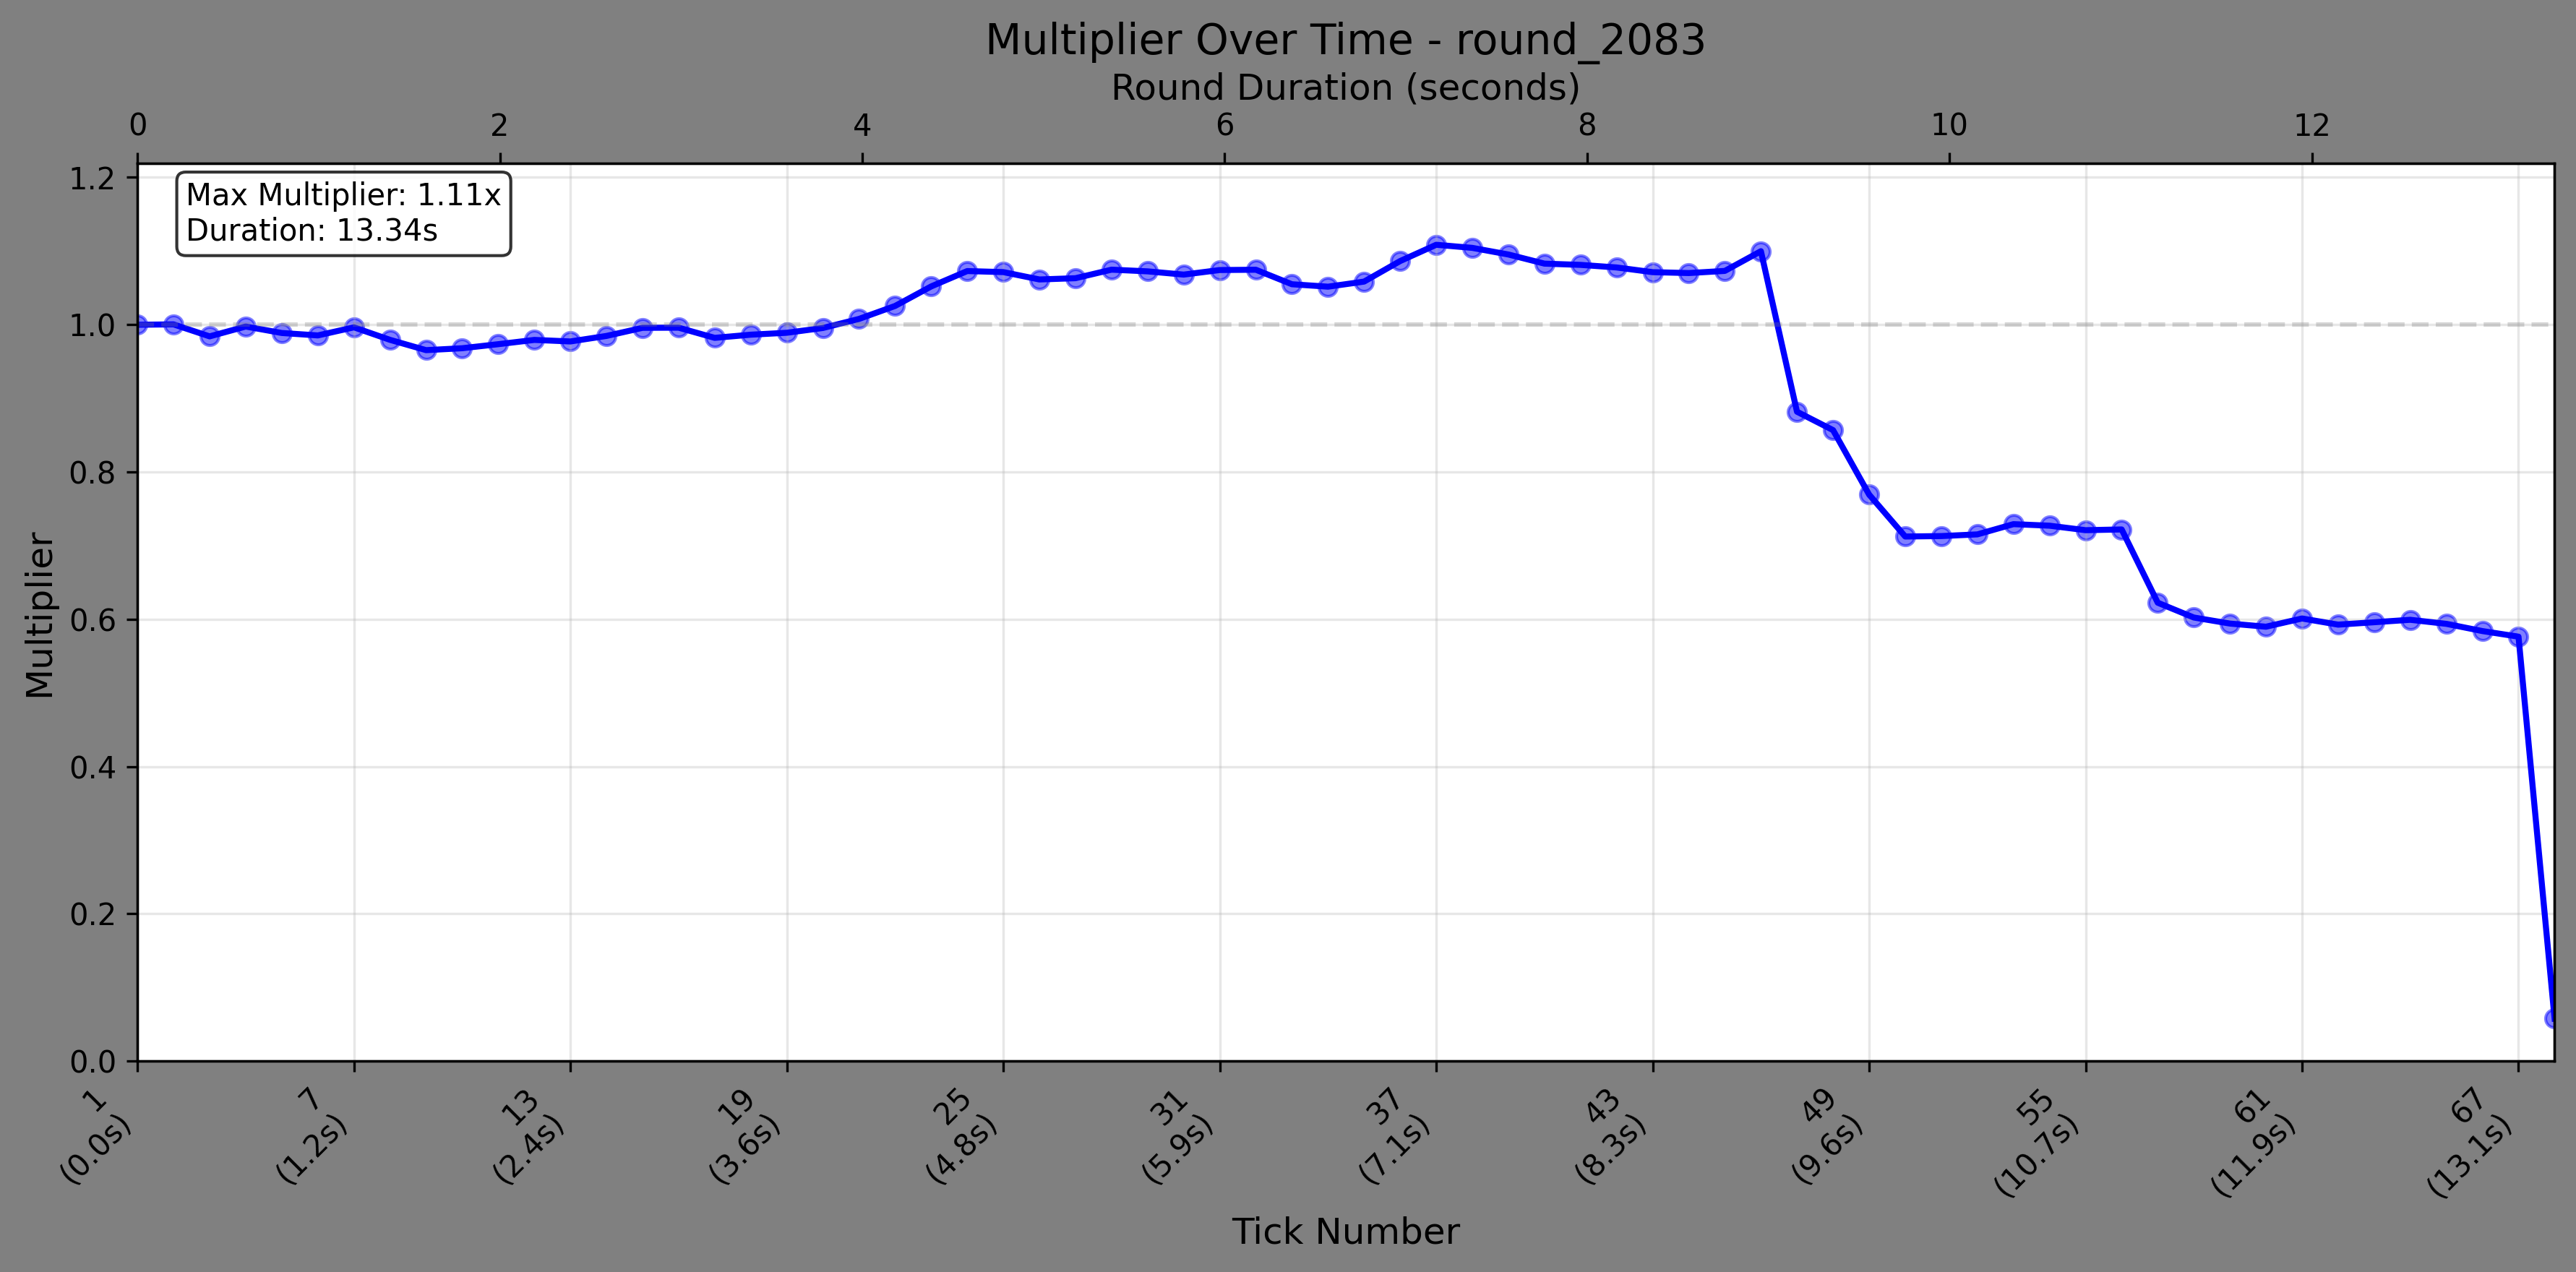 Multiplier Over Time - round_2083
Round Duration (seconds)
0 2 4 6 8 10 12
Max Multiplier: 1.11x
Duration: 13.34s
1.2
1.0
0.8
0.6
0.4
0.2
0.0
Multiplier
1
(0.0s)
7
(1.2s)
13
(2.4s)
19
(3.6s)
25
(4.8s)
31
(5.9s)
37
(7.1s)
43
(8.3s)
49
(9.6s)
55
(10.7s)
61
(11.9s)
67
(13.1s)
Tick Number